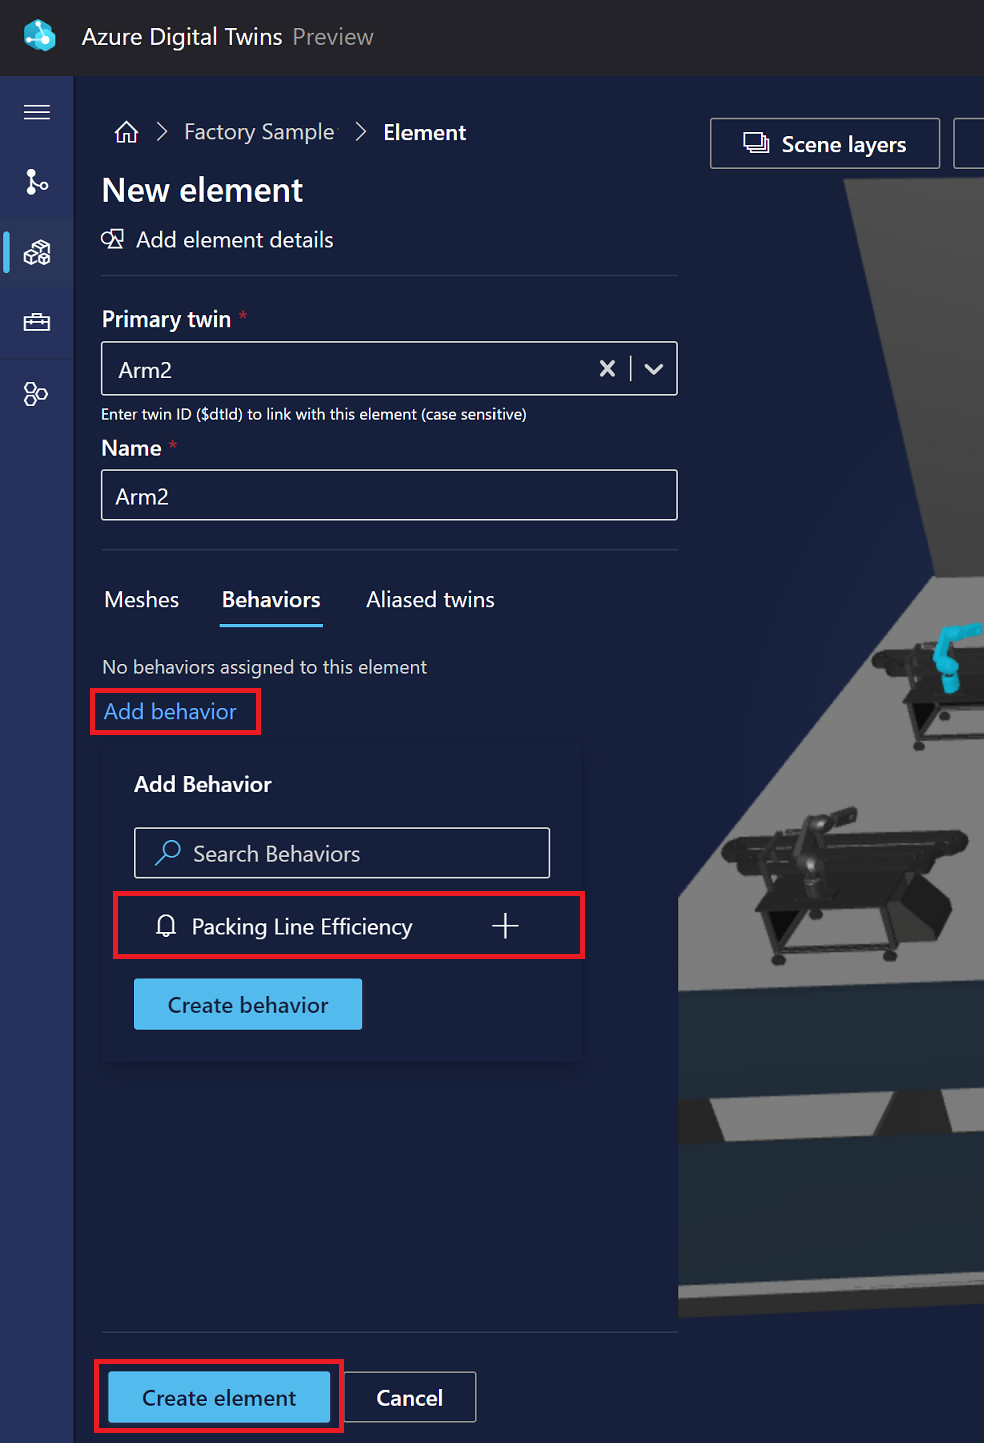 Azure Digital Twins Preview
Factory Sample > Element
Scene layers
New element
Add element details
Primary twin *
Arm2
Enter twin ID ($dtId) to link with this element (case sensitive)
Name *
Arm2
Meshes Behaviors Aliased twins
No behaviors assigned to this element
Add behavior
Add Behavior
Search Behaviors
Packing Line Efficiency
Create behavior
Create element Cancel